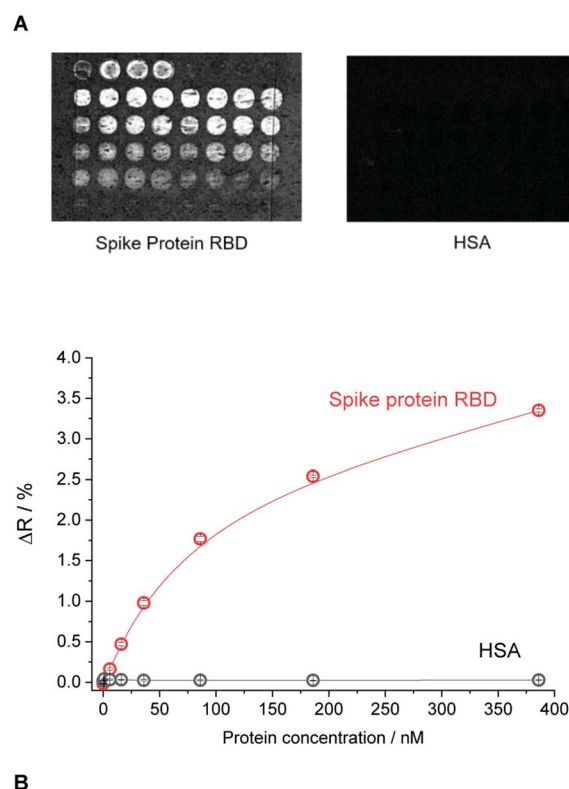 A
Spike Protein RBD
HSA
4.0
3.5
3.0
2.5
2.0
1.5
1.0
0.5
0.0
ΔR / %
Spike protein RBD
HSA
0
50
100
150
200
250
300
350
400
Protein concentration / nM
B